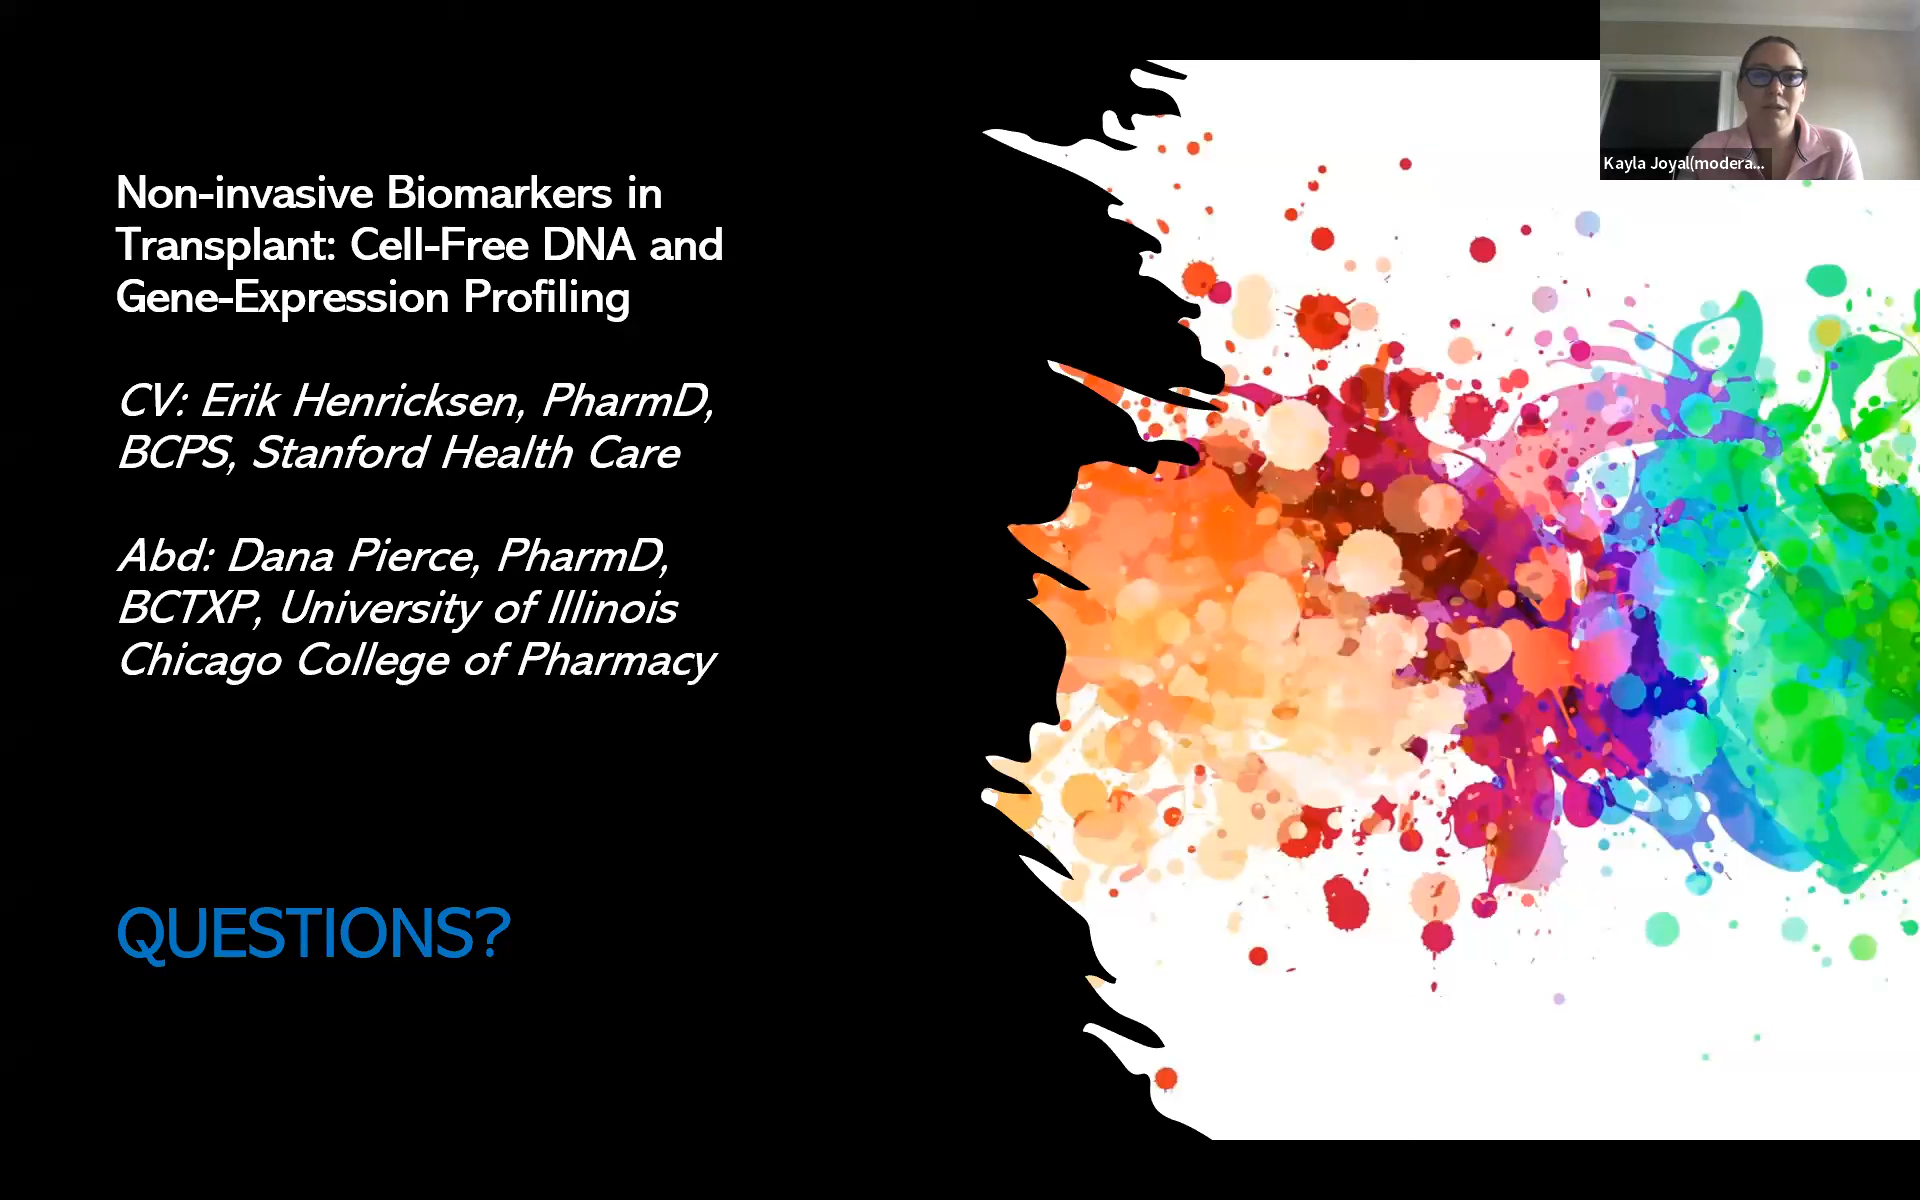 Non-invasive Biomarkers in
Transplant: Cell-Free DNA and
Gene-Expression Profiling
CV: Erik Henricksen, PharmD,
BCPS, Stanford Health Care
Abd: Dana Pierce, PharmD,
BCTXP, University of Illinois
Chicago College of Pharmacy
QUESTIONS?
Kayla Joyal(modera...